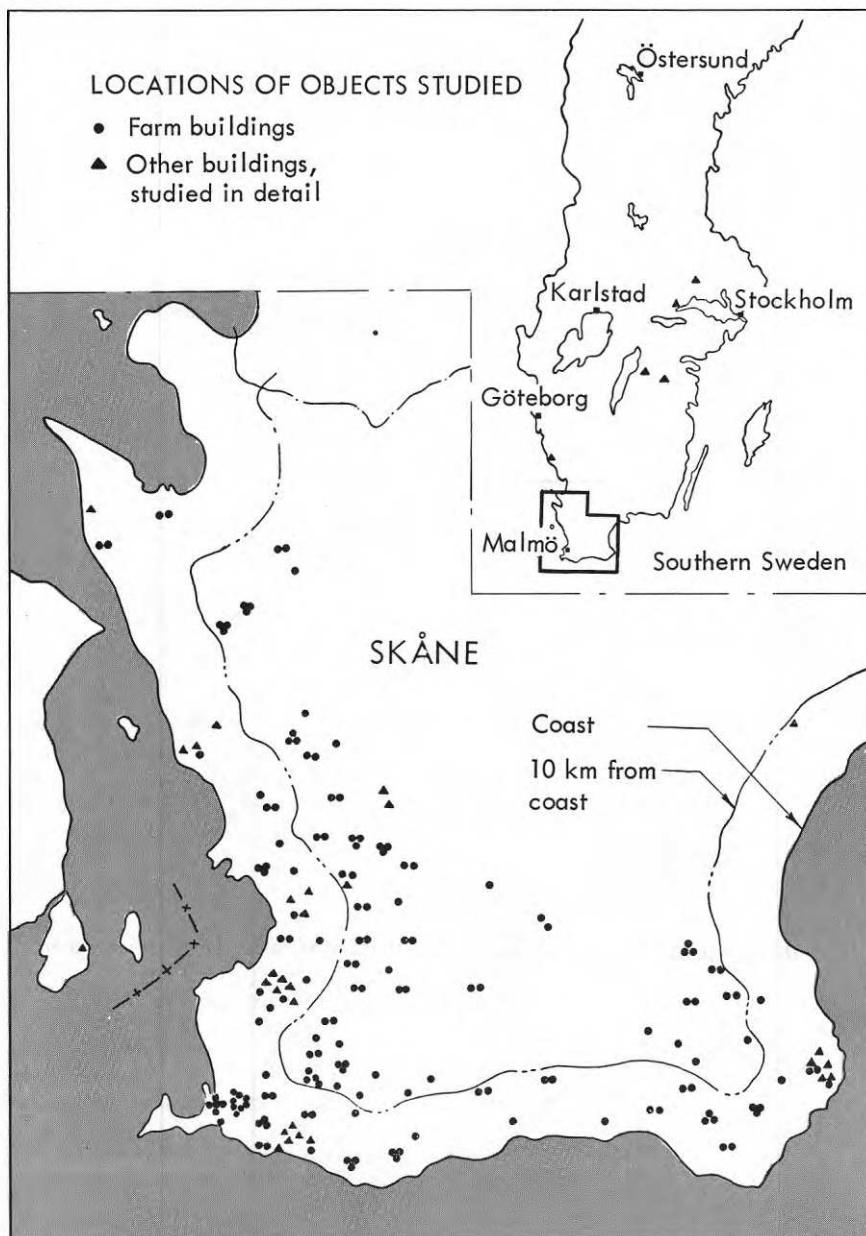 LOCATIONS OF OBJECTS STUDIED
Farm buildings
Other buildings,
studied in detail
Östersund
Karlstad
Stockholm
Göteborg
Malmö
Southern Sweden
SKÅNE
Coast
10 km from
coast